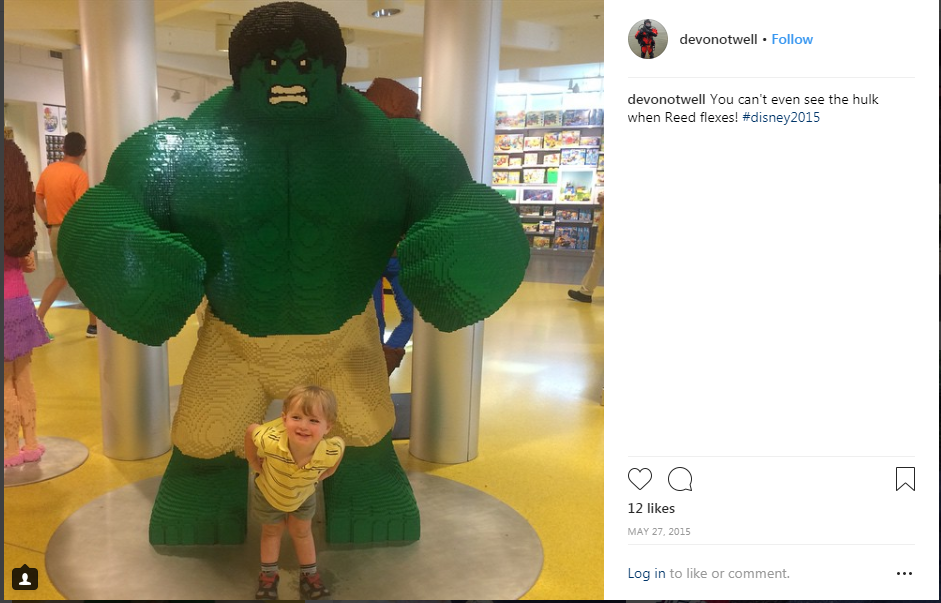 devonotwell • Follow
devonotwell You can't even see the hulk
when Reed flexes! #disney2015
12 likes
MAY 27, 2015
Log in to like or comment.